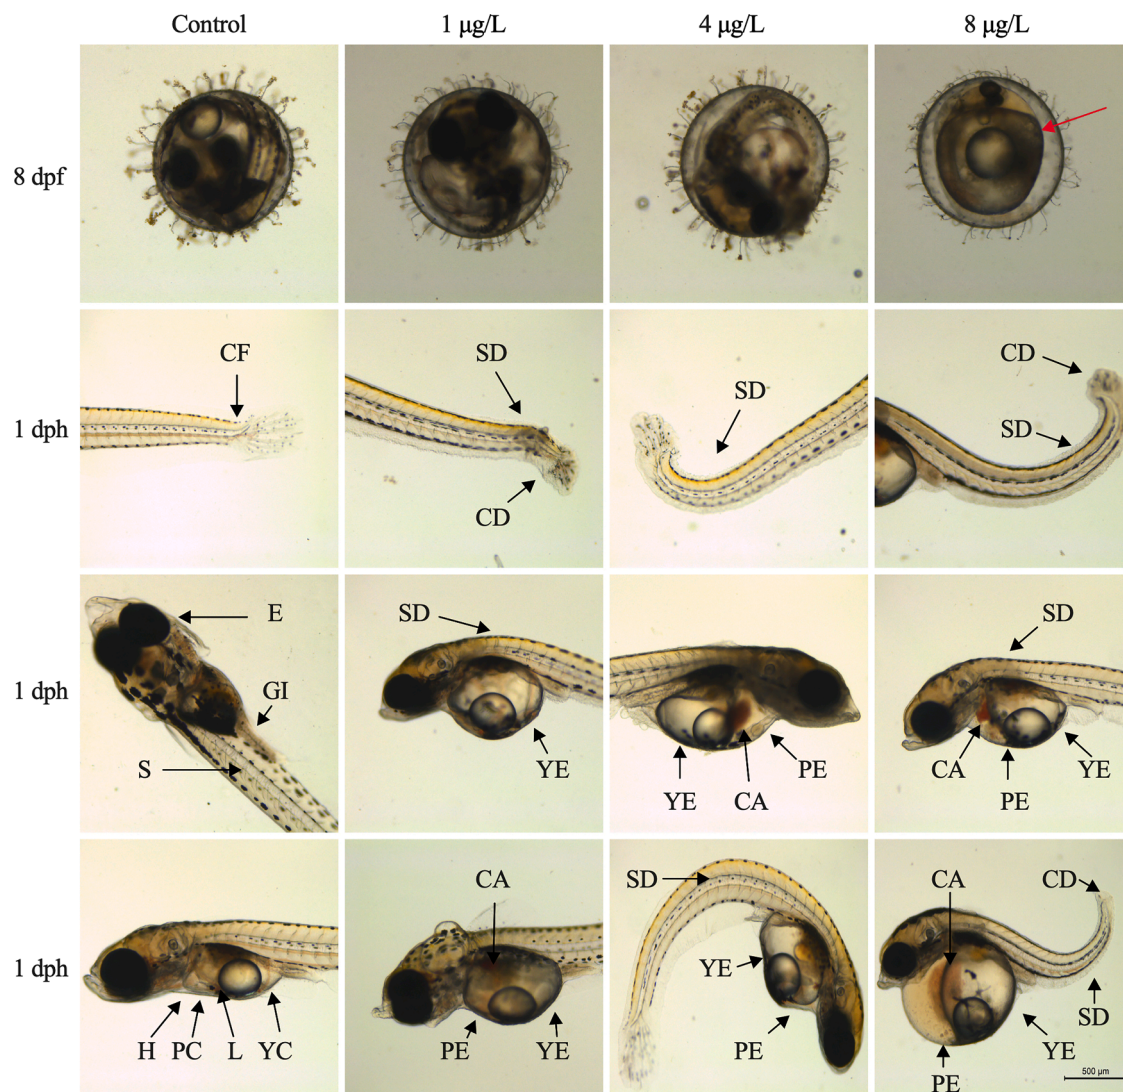 Control 1 μg/L 4 μg/L 8 μg/L
8 dpf
1 dph CF SD CD SD CD SD
1 dph E GI S SD YE YE CA PE SD CA PE YE
1 dph H PC L YC CA PE YE SD YE PE CA CD SD YE PE
500 μm